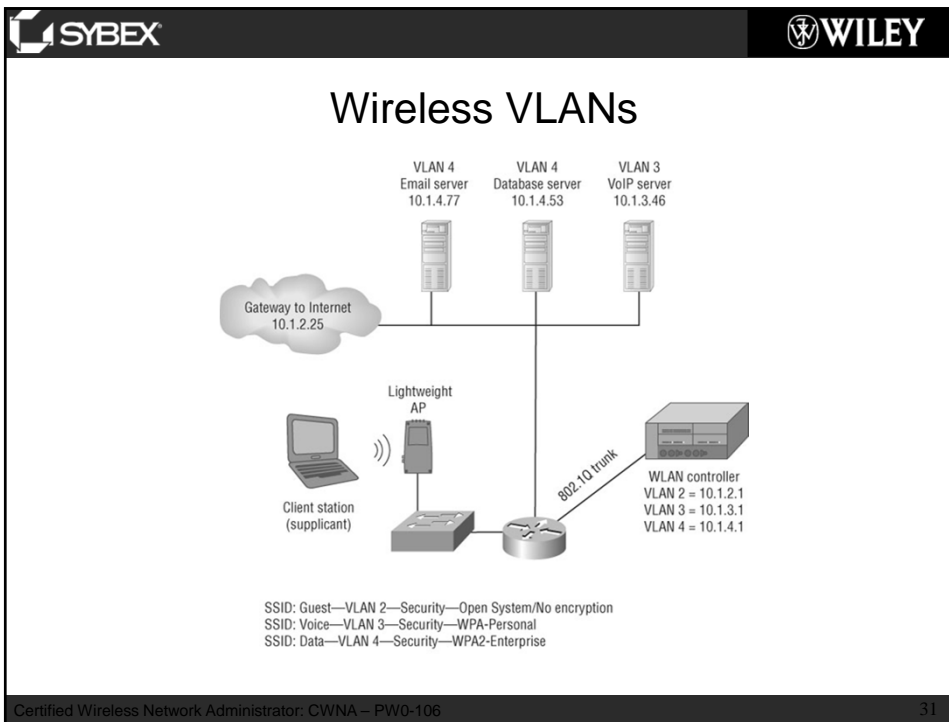 SYBEX
WILEY
Wireless VLANs
VLAN 4
Email server
10.1.4.77
VLAN 4
Database server
10.1.4.53
VLAN 3
VoIP server
10.1.3.46
Gateway to Internet
10.1.2.25
Lightweight
AP
Client station
(supplicant)
802.1Q trunk
WLAN controller
VLAN 2 = 10.1.2.1
VLAN 3 = 10.1.3.1
VLAN 4 = 10.1.4.1
SSID: Guest—VLAN 2—Security—Open System/No encryption
SSID: Voice—VLAN 3—Security—WPA-Personal
SSID: Data—VLAN 4—Security—WPA2-Enterprise
Certified Wireless Network Administrator: CWNA – PW0-106
31